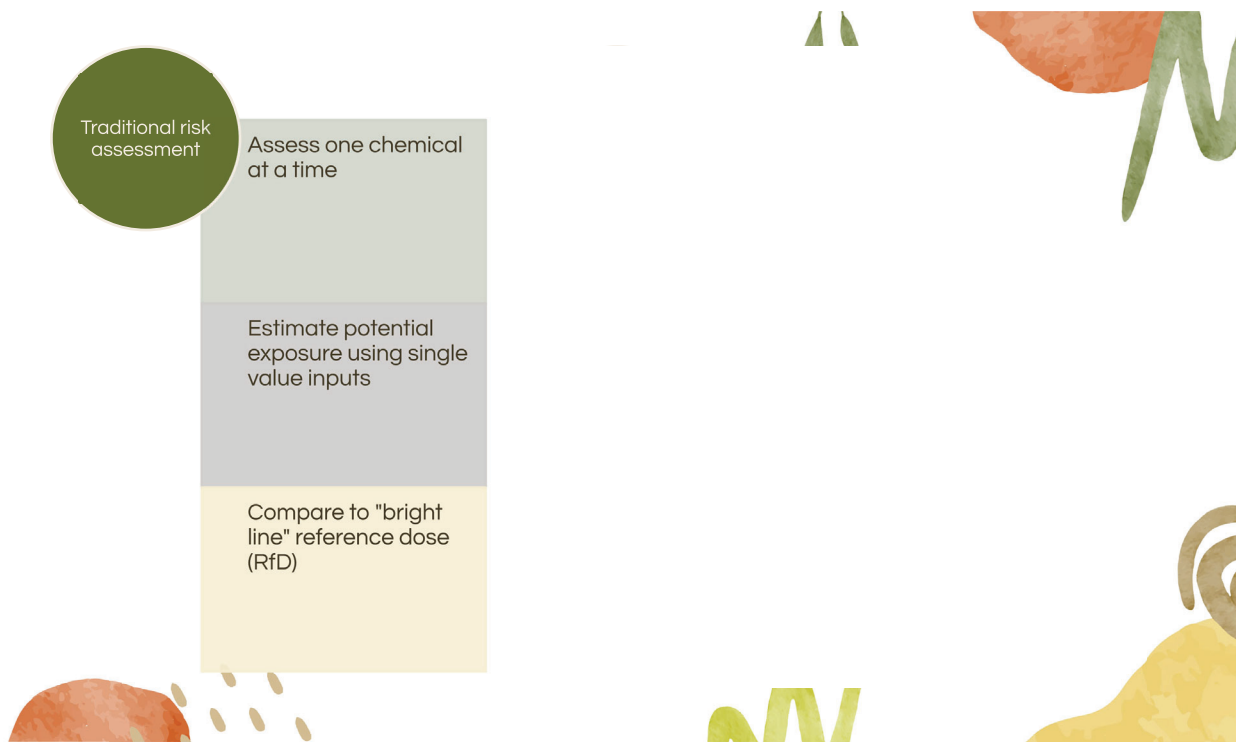 Traditional risk
assessment
Assess one chemical
at a time
Estimate potential
exposure using single
value inputs
Compare to "bright
line" reference dose
(RfD)